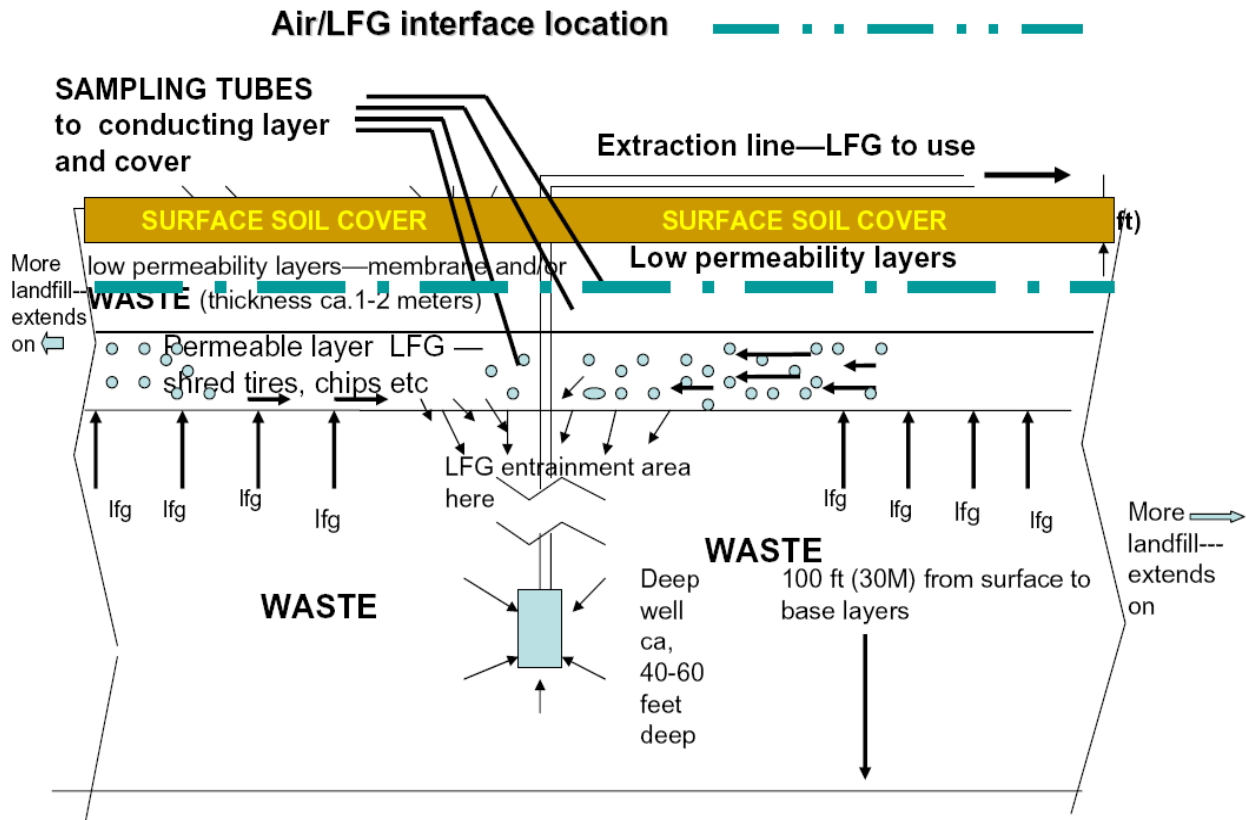 Air/LFG interface location
SAMPLING TUBES
to conducting layer
and cover
Extraction line—LFG to use
SURFACE SOIL COVER
SURFACE SOIL COVER
ft)
More
landfill---
extends
on
low permeability layers—membrane and/or
WASTE (thickness ca.1-2 meters)
Low permeability layers
Permeable layer LFG —
shred tires, chips etc
LFG entrainment area
here
lfg
lfg
lfg
lfg
lfg
lfg
lfg
lfg
More
landfill---
extends
on
WASTE
WASTE
Deep
well
ca,
40-60
feet
deep
100 ft (30M) from surface to
base layers